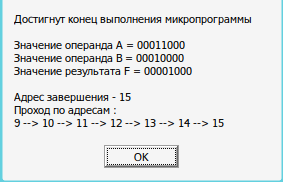 Достигнут конец выполнения микропрограммы
Значение операнда A = 00011000
Значение операнда B = 00010000
Значение результата F = 00001000
Адрес завершения - 15
Проход по адресам :
9 --> 10 --> 11 --> 12 --> 13 --> 14 --> 15
OK